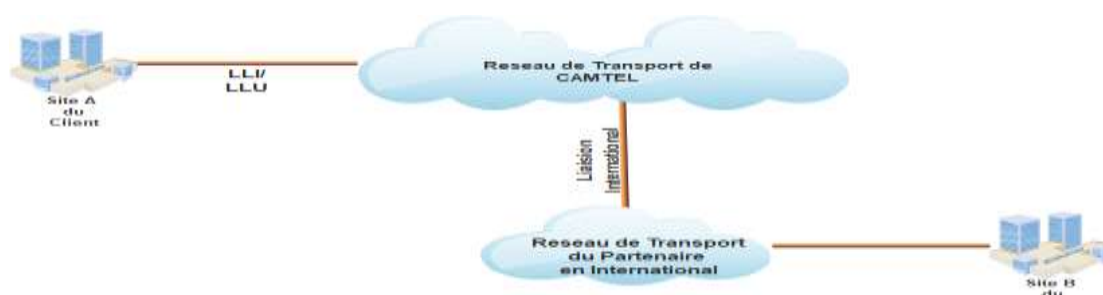 Reseau de Transport de
CAMTEL
LLI/
LLU
Site A
du
Client
Liaision
International
Reseau de Transport
du Partenaire
en International
Site B
du